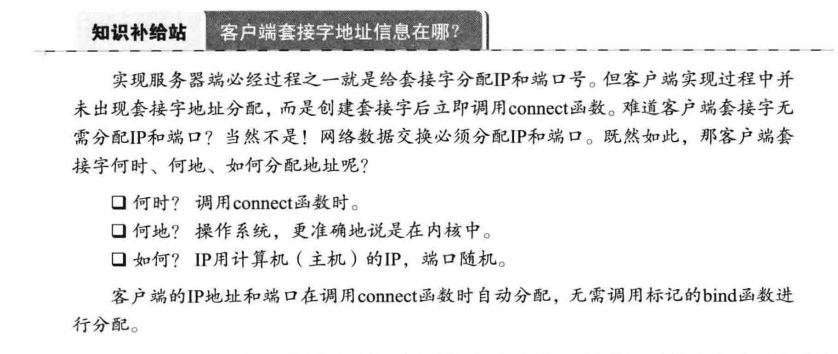 知识补给站 客户端套接字地址信息在哪？
实现服务器端必经过程之一就是给套接字分配IP和端口号。但客户端实现过程中并
未出现套接字地址分配，而是创建套接字后立即调用connect函数。难道客户端套接字无
需分配IP和端口？当然不是！网络数据交换必须分配IP和端口。既然如此，那客户端套
接字何时、何地、如何分配地址呢？
❑ 何时？ 调用connect函数时。
❑ 何地？ 操作系统，更准确地说是在内核中。
❑ 如何？ IP用计算机（主机）的IP，端口随机。
客户端的IP地址和端口在调用connect函数时自动分配，无需调用标记的bind函数进
行分配。